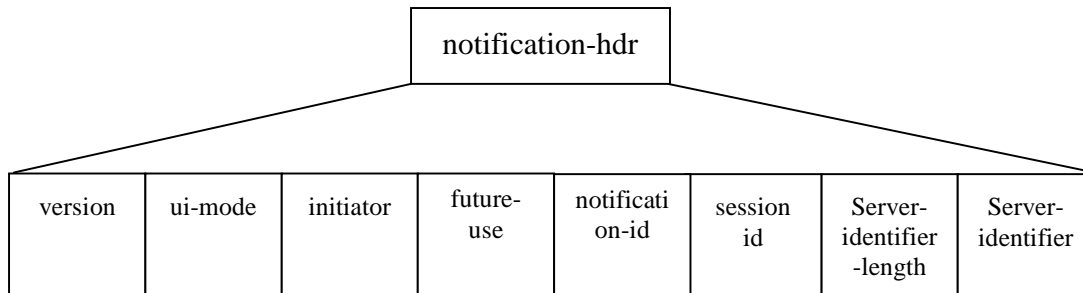 notification-hdr
version
ui-mode
initiator
future-
use
notificati
on-id
session
id
Server-
identifier
-length
Server-
identifier